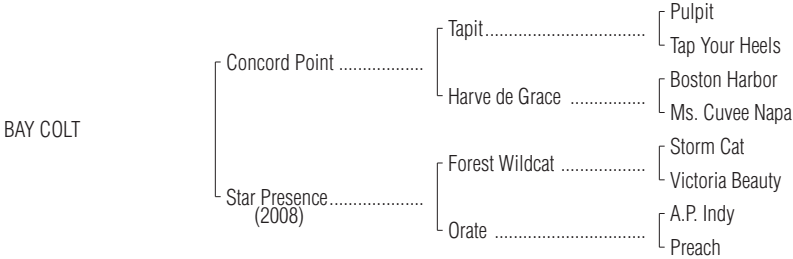 Pulpit
Tapit..................................
Tap Your Heels
Concord Point ..................
Boston Harbor
Harve de Grace ................
Ms. Cuvee Napa
BAY COLT
Storm Cat
Forest Wildcat ..................
Victoria Beauty
Star Presence....................
(2008)
A.P. Indy
Orate ................................
Preach